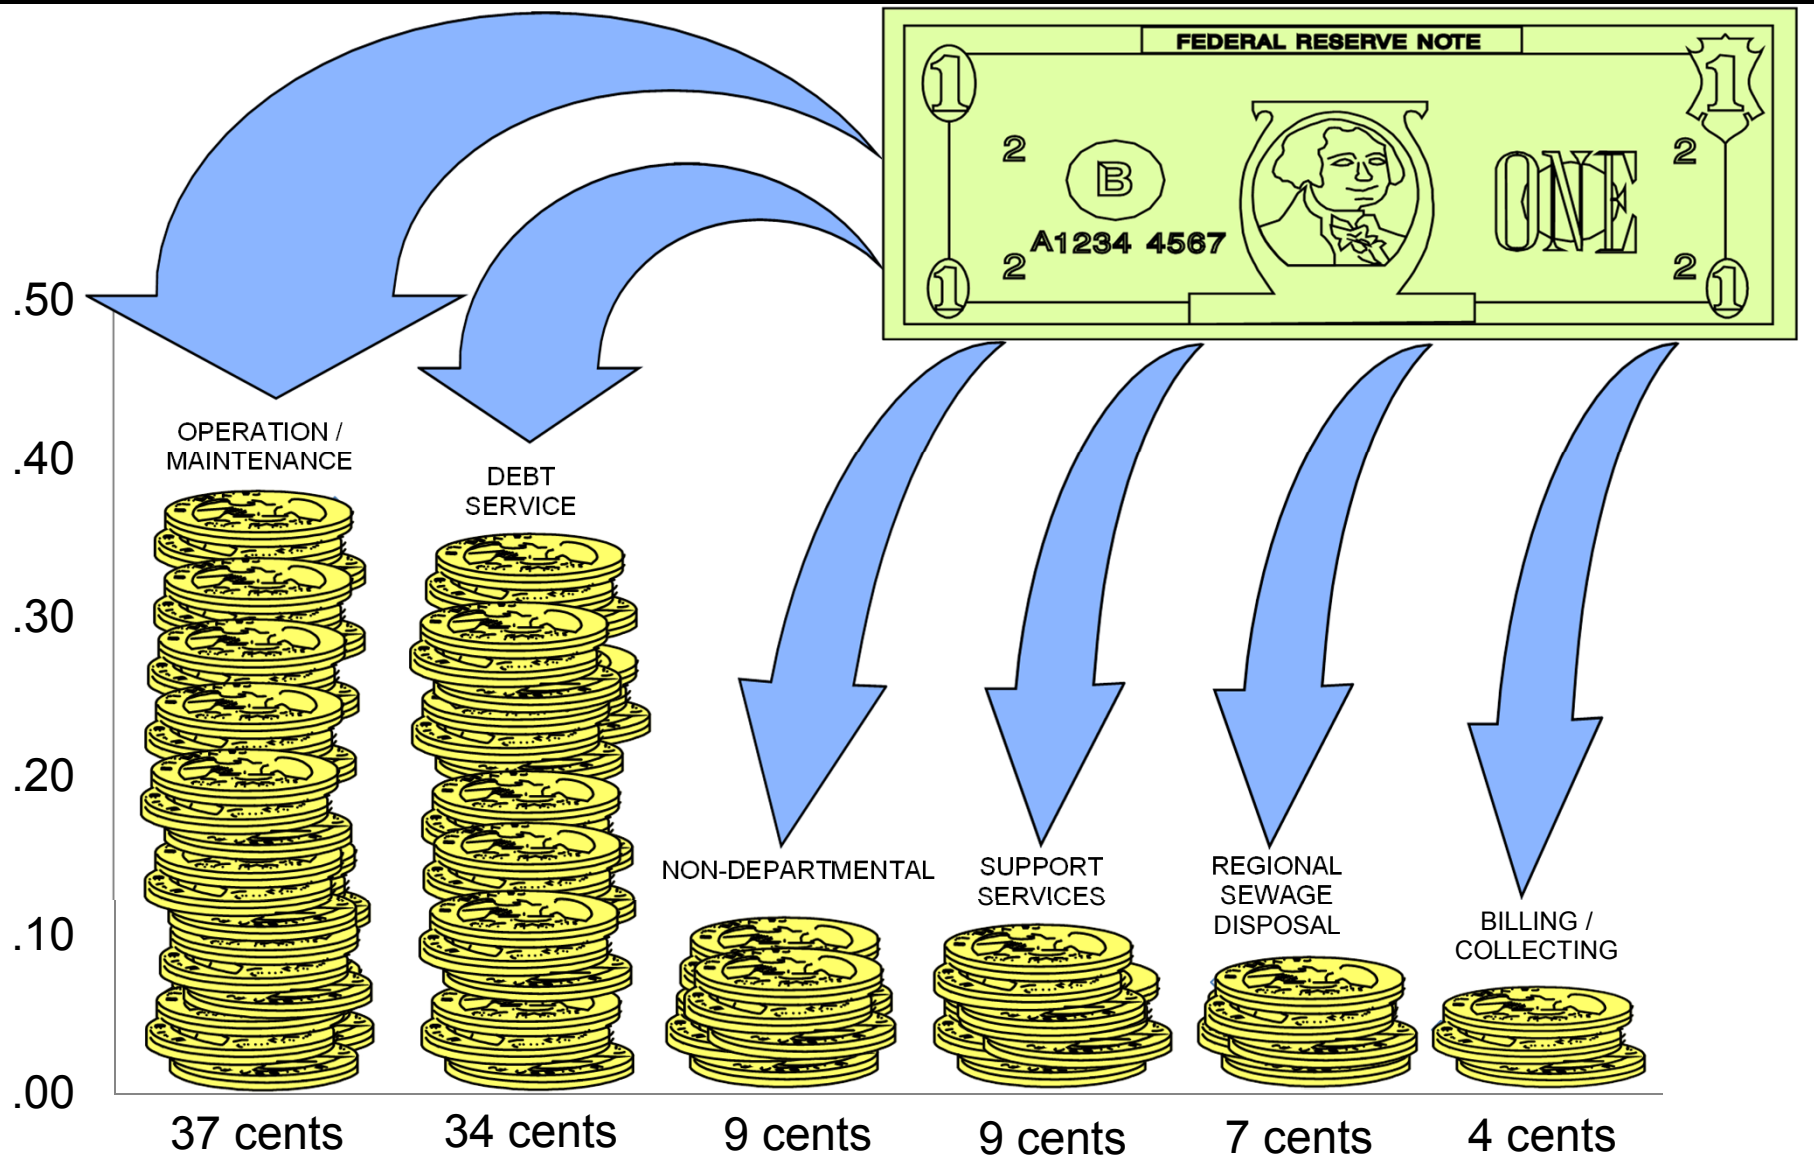 FEDERAL RESERVE NOTE
1
1
2
2
B
ONE
A1234 4567
2
2
1
1
.50
.40
.30
.20
.10
.00
OPERATION /
MAINTENANCE
DEBT
SERVICE
NON-DEPARTMENTAL
SUPPORT
SERVICES
REGIONAL
SEWAGE
DISPOSAL
BILLING /
COLLECTING
37 cents
34 cents
9 cents
9 cents
7 cents
4 cents